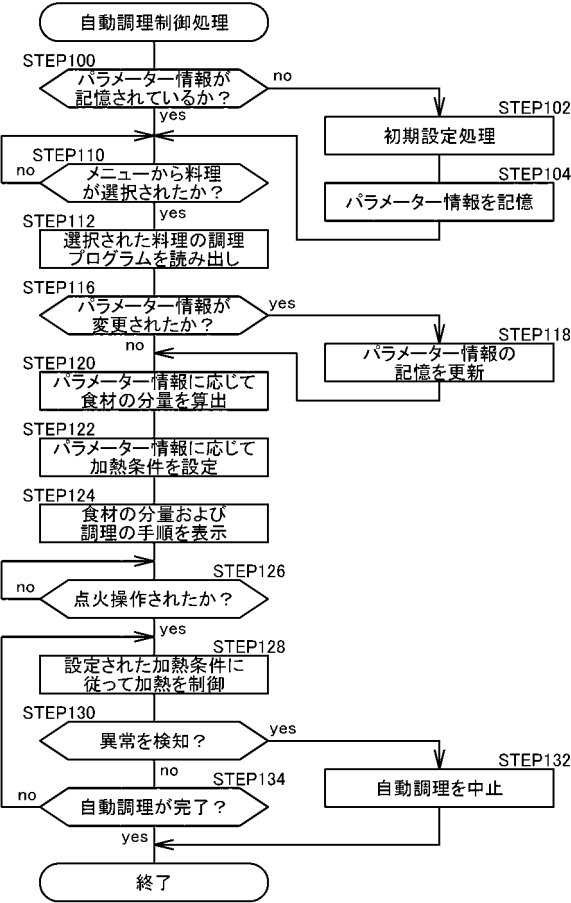 自動調理制御処理
STEP100
パラメーター情報が
記憶されているか？
no
yes
STEP102
初期設定処理
STEP104
パラメーター情報を記憶
STEP110
メニューから料理
が選択されたか？
no
yes
STEP112
選択された料理の調理
プログラムを読み出し
STEP116
パラメーター情報が
変更されたか？
yes
no
STEP118
パラメーター情報の
記憶を更新
STEP120
パラメーター情報に応じて
食材の分量を算出
STEP122
パラメーター情報に応じて
加熱条件を設定
STEP124
食材の分量および
調理の手順を表示
STEP126
点火操作されたか？
no
yes
STEP128
設定された加熱条件に
従って加熱を制御
STEP130
異常を検知？
yes
no
STEP132
自動調理を中止
STEP134
自動調理が完了？
no
yes
終了